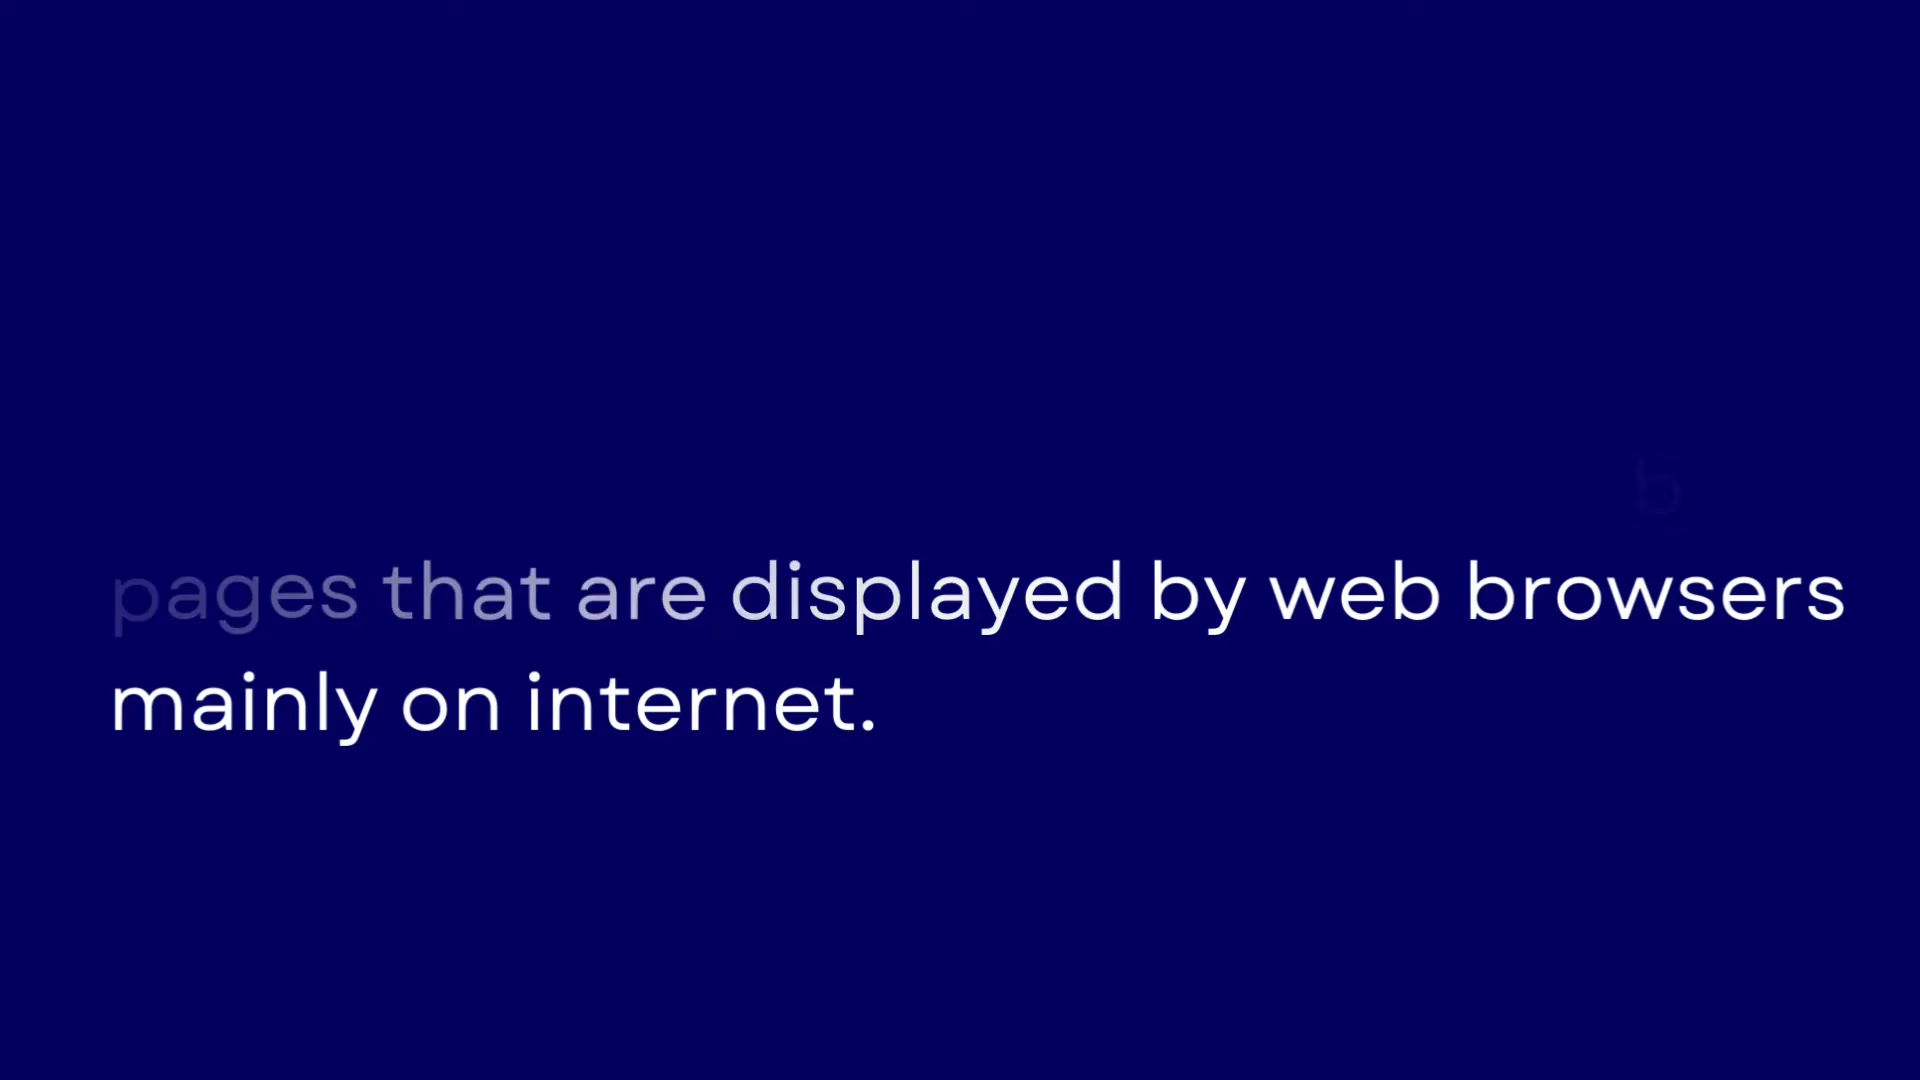 pages that are displayed by web browsers
mainly on internet.